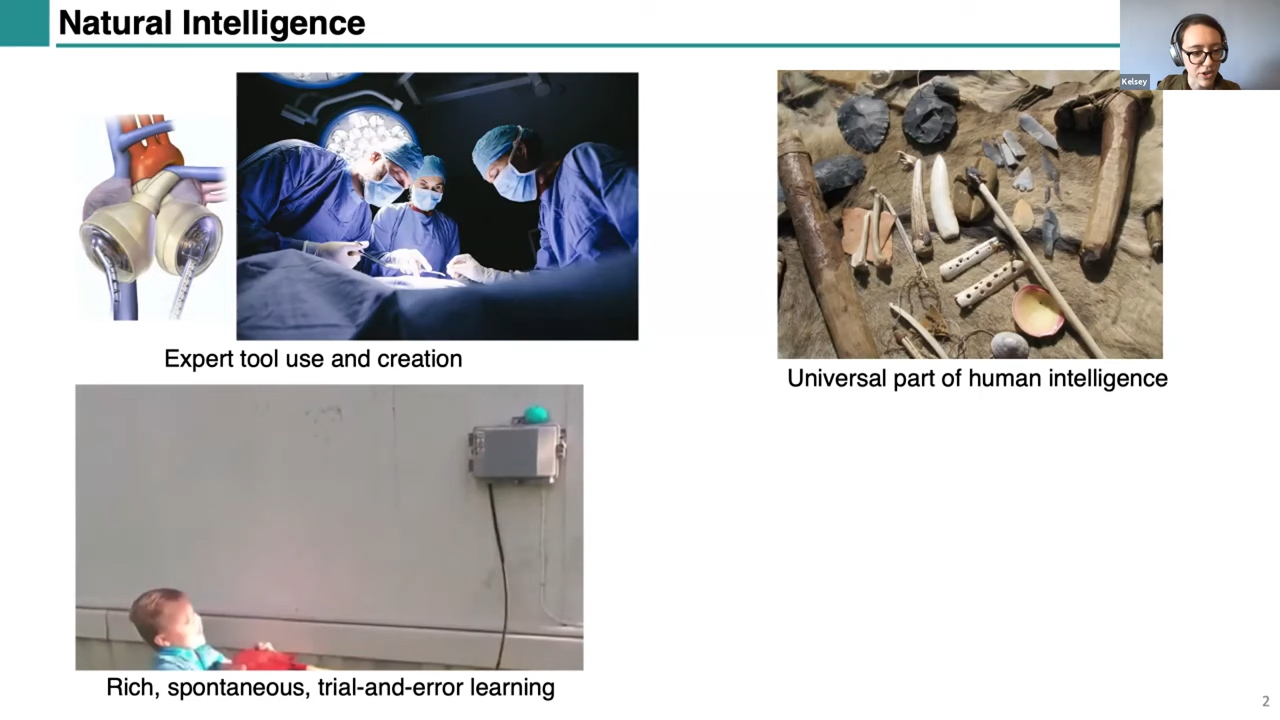 Natural Intelligence
Kelsey
Expert tool use and creation
Universal part of human intelligence
Rich, spontaneous, trial-and-error learning
2